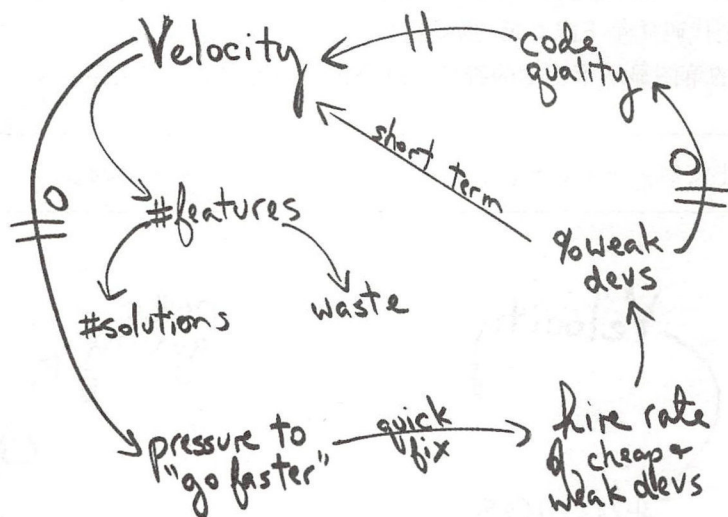 Velocity
code
quality
short term
O
O
#features
%weak
devs
#solutions
waste
pressure to
"go faster"
quick
fix
hire rate
of cheap &
weak devs